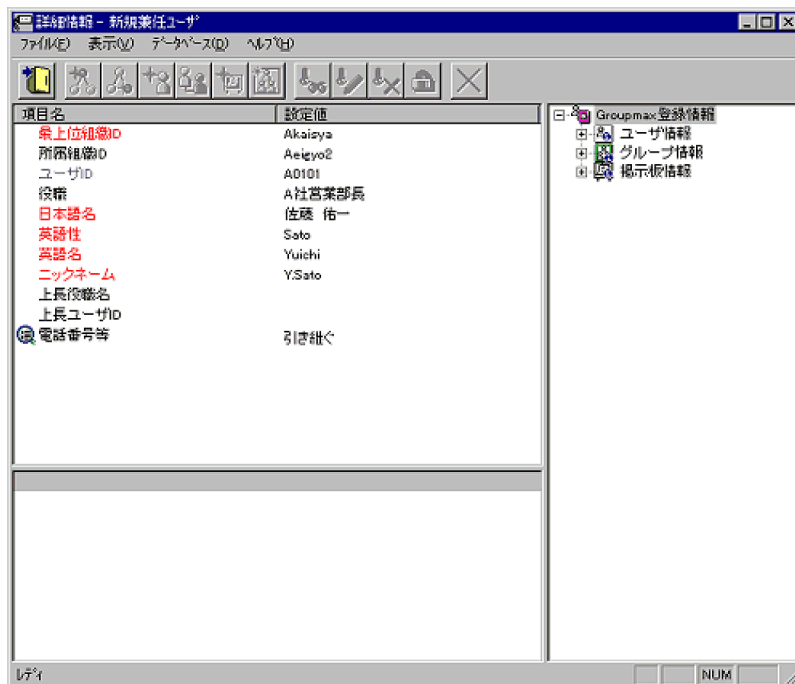 詳細情報 - 新規兼任ユーザ
ファイル(F) 表示(V) データベース(D) ヘルプ(H)
項目名 設定値
最上位組織ID Akaisya
所属組織ID Aeigyo2
ユーザID A0101
役職 A社営業部長
日本語名 佐藤 佑一
英語性 Sato
英語名 Yuichi
ニックネーム Y.Sato
上長役職名
上長ユーザID
電話番号等 引き継ぐ
Groupmax登録情報
ユーザ情報
グループ情報
掲示板情報
レディ NUM